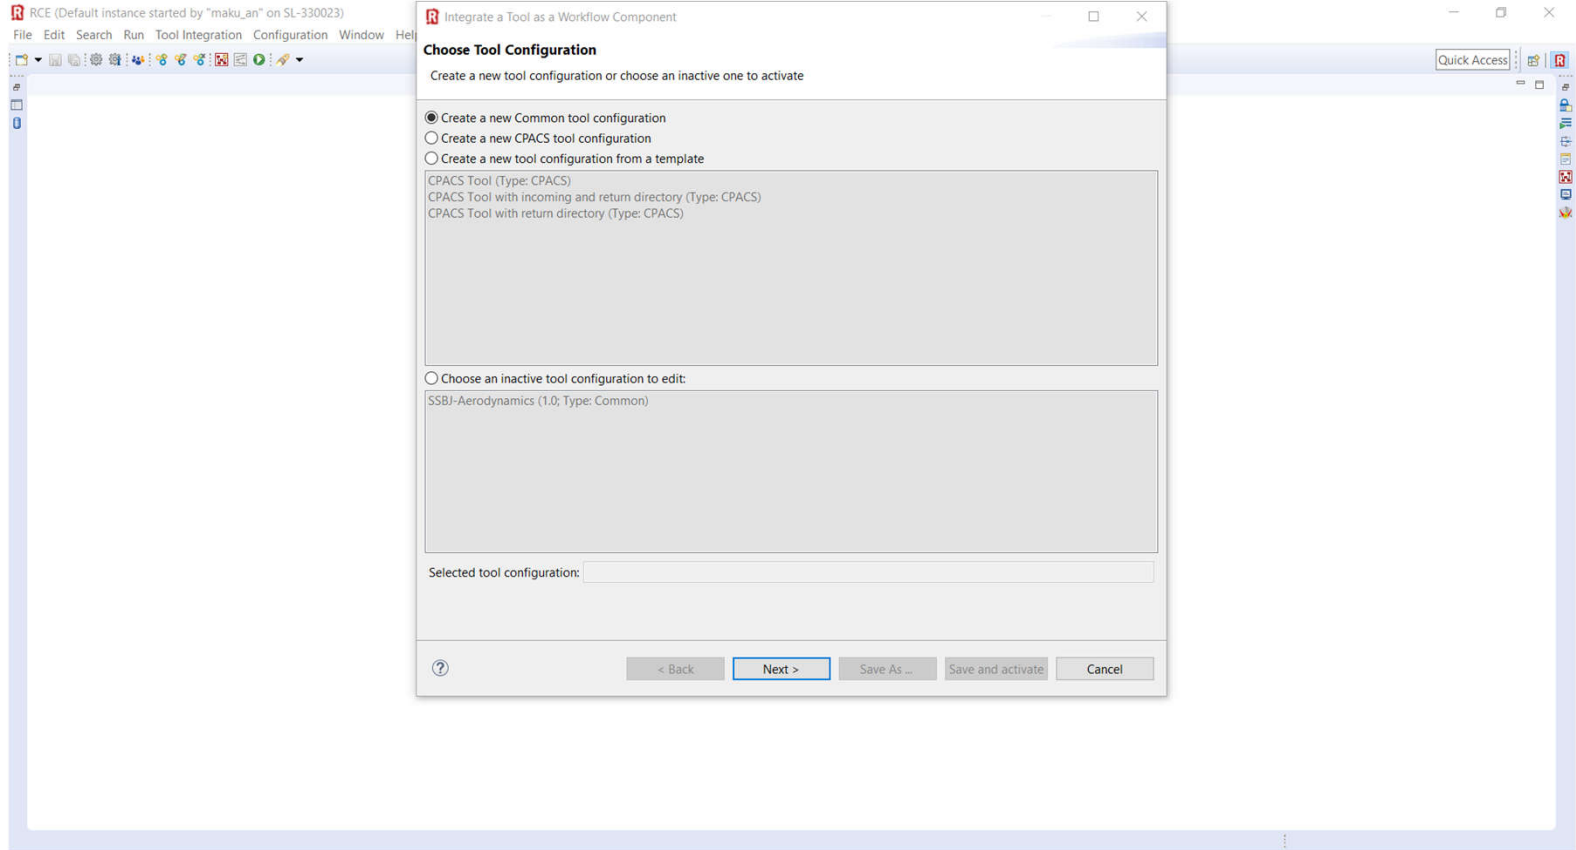 RCE (Default instance started by "maku_an" on SL-330023)
File Edit Search Run Tool Integration Configuration Window Help
Quick Access
Integrate a Tool as a Workflow Component
Choose Tool Configuration
Create a new tool configuration or choose an inactive one to activate
Create a new Common tool configuration
Create a new CPACS tool configuration
Create a new tool configuration from a template
CPACS Tool (Type: CPACS)
CPACS Tool with incoming and return directory (Type: CPACS)
CPACS Tool with return directory (Type: CPACS)
Choose an inactive tool configuration to edit:
SSBJ-Aerodynamics (1.0; Type: Common)
Selected tool configuration:
< Back Next > Save As ... Save and activate Cancel